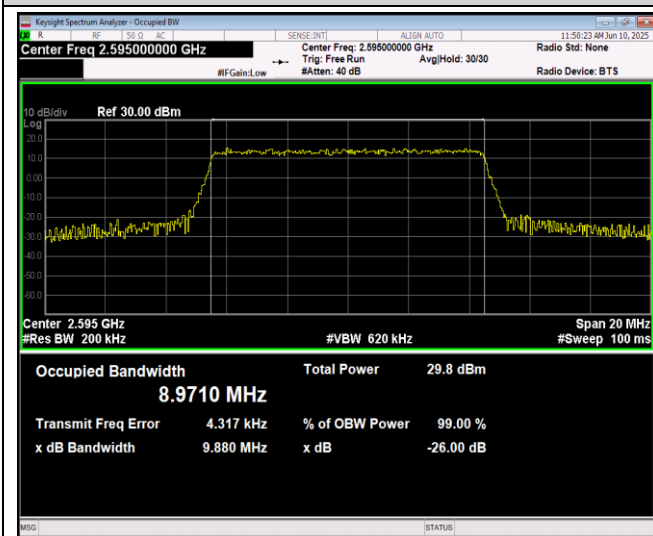 Keysight Spectrum Analyzer - Occupied BW
R RF 50 Ω AC SENSE:INT ALIGN AUTO 11:50:23 AM Jun 10, 2025
Center Freq 2.595000000 GHz Center Freq: 2.595000000 GHz Radio Std: None
Trig: Free Run Avg|Hold: 30/30
#IFGain:Low #Atten: 40 dB Radio Device: BTS
10 dB/div Ref 30.00 dBm
Log
20.0
10.0
0.00
-10.0
-20.0
-30.0
-40.0
-50.0
-60.0
Center 2.595 GHz Span 20 MHz
#Res BW 200 kHz #VBW 620 kHz #Sweep 100 ms
Occupied Bandwidth Total Power 29.8 dBm
8.9710 MHz
Transmit Freq Error 4.317 kHz % of OBW Power 99.00 %
x dB Bandwidth 9.880 MHz x dB -26.00 dB
MSG STATUS